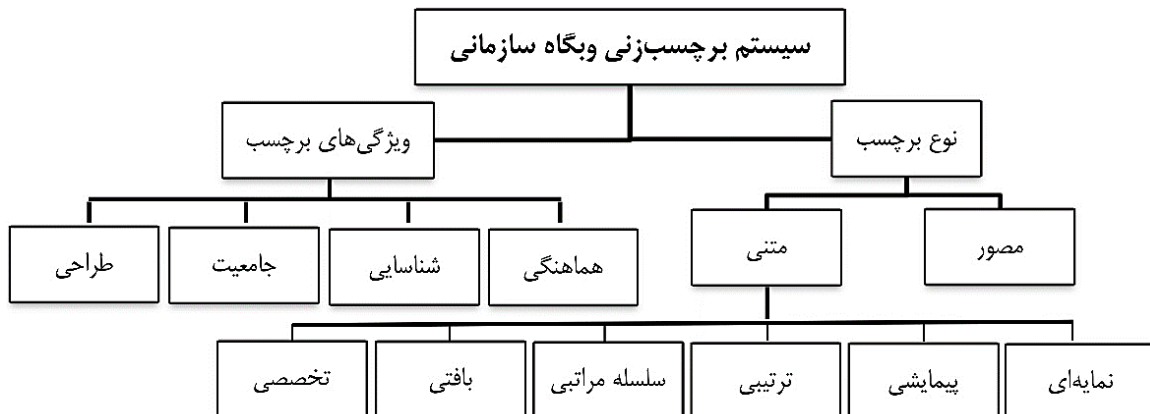 سیستم برچسب‌زنی وبگاه سازمانی
نوع برچسب
ویژگی‌های برچسب
مصور
متنی
هماهنگی
شناسایی
جامعیت
طراحی
نمایه‌ای
پیمایشی
ترتیبی
سلسله مراتبی
بافتی
تخصصی